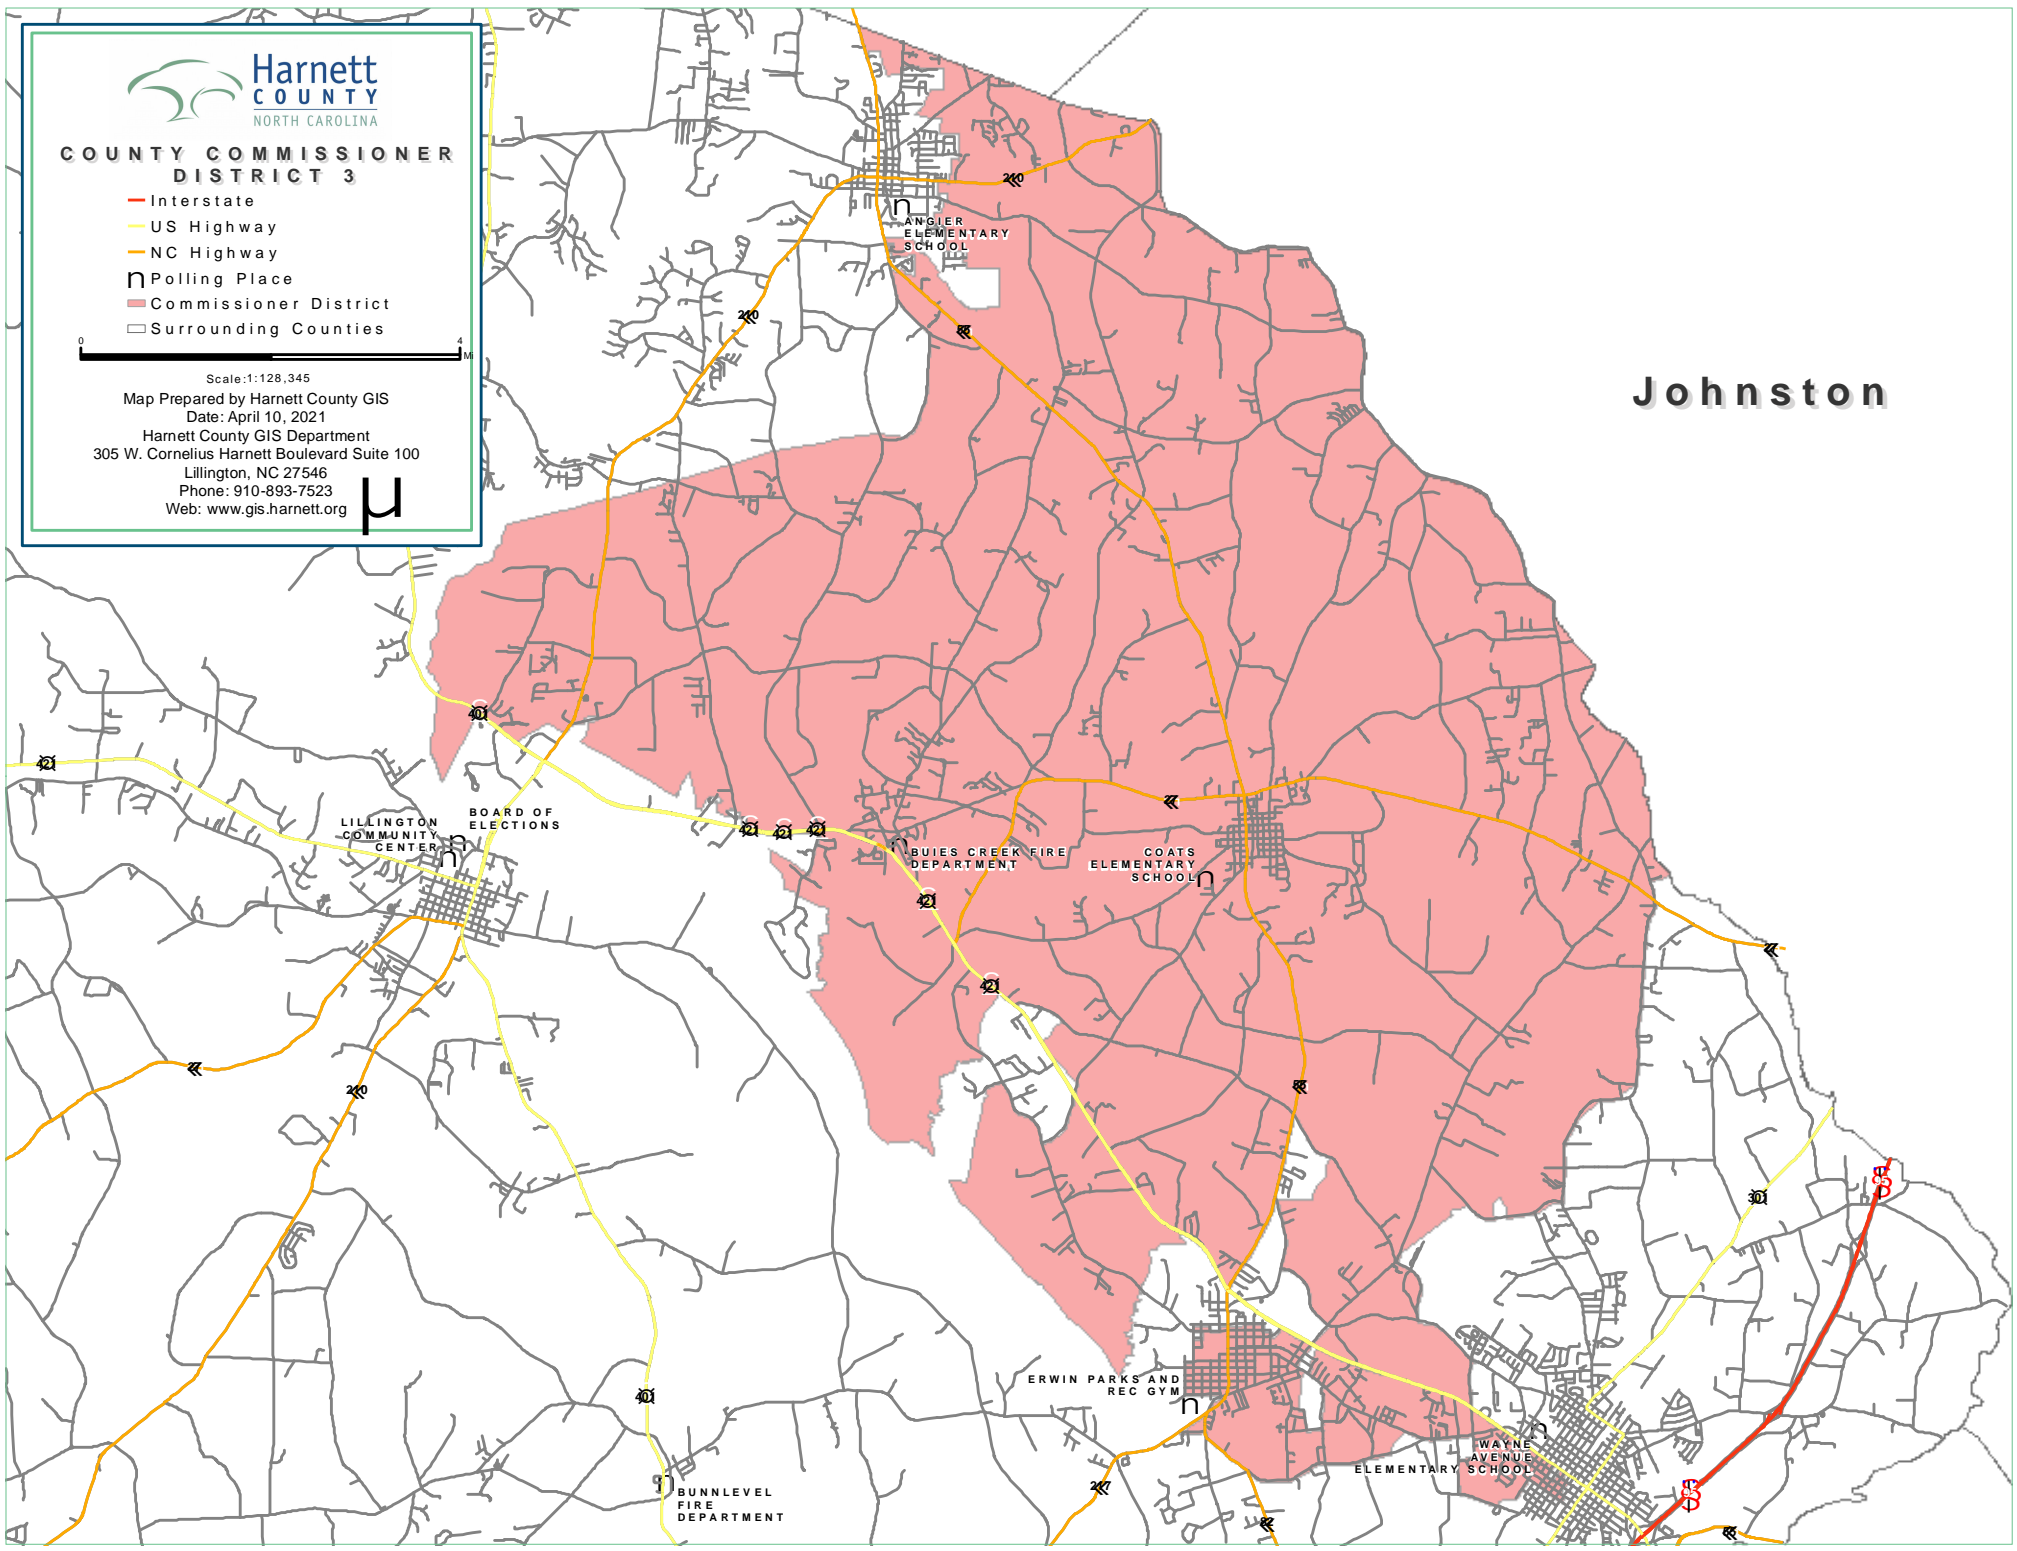 Harnett
COUNTY
NORTH CAROLINA
COUNTY COMMISSIONER
DISTRICT 3
Interstate
US Highway
NC Highway
n Polling Place
Commissioner District
Surrounding Counties
0 4
Mi
Scale:1:128,345
Map Prepared by Harnett County GIS
Date: April 10, 2021
Harnett County GIS Department
305 W. Cornelius Harnett Boulevard Suite 100
Lillington, NC 27546
Phone: 910-893-7523
Web: www.gis.harnett.org
µ
Johnston
210
n
ANGIER
ELEMENTARY
SCHOOL
210
55
401
421
LILLINGTON
COMMUNITY
CENTER
n
n
BOARD OF
ELECTIONS
421
421
421
27
n
BUIES CREEK FIRE
DEPARTMENT
COATS
ELEMENTARY
SCHOOL
n
421
27
421
27
210
55
301
95
401
ERWIN PARKS AND
REC GYM
n
n
WAYNE
AVENUE
ELEMENTARY SCHOOL
n
BUNNLEVEL
FIRE
DEPARTMENT
217
82
95
55